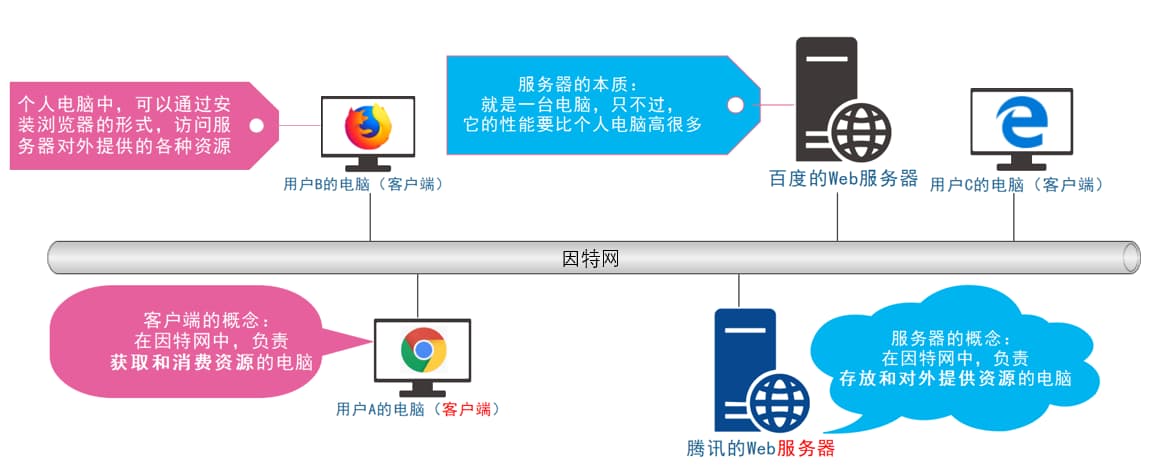 个人电脑中，可以通过安
装浏览器的形式，访问服
务器对外提供的各种资源
用户B的电脑（客户端）
服务器的本质：
就是一台电脑，只不过，
它的性能要比个人电脑高很多
百度的Web服务器
用户C的电脑（客户端）
因特网
客户端的概念：
在因特网中，负责
获取和消费资源的电脑
用户A的电脑（客户端）
腾讯的Web服务器
服务器的概念：
在因特网中，负责
存放和对外提供资源的电脑